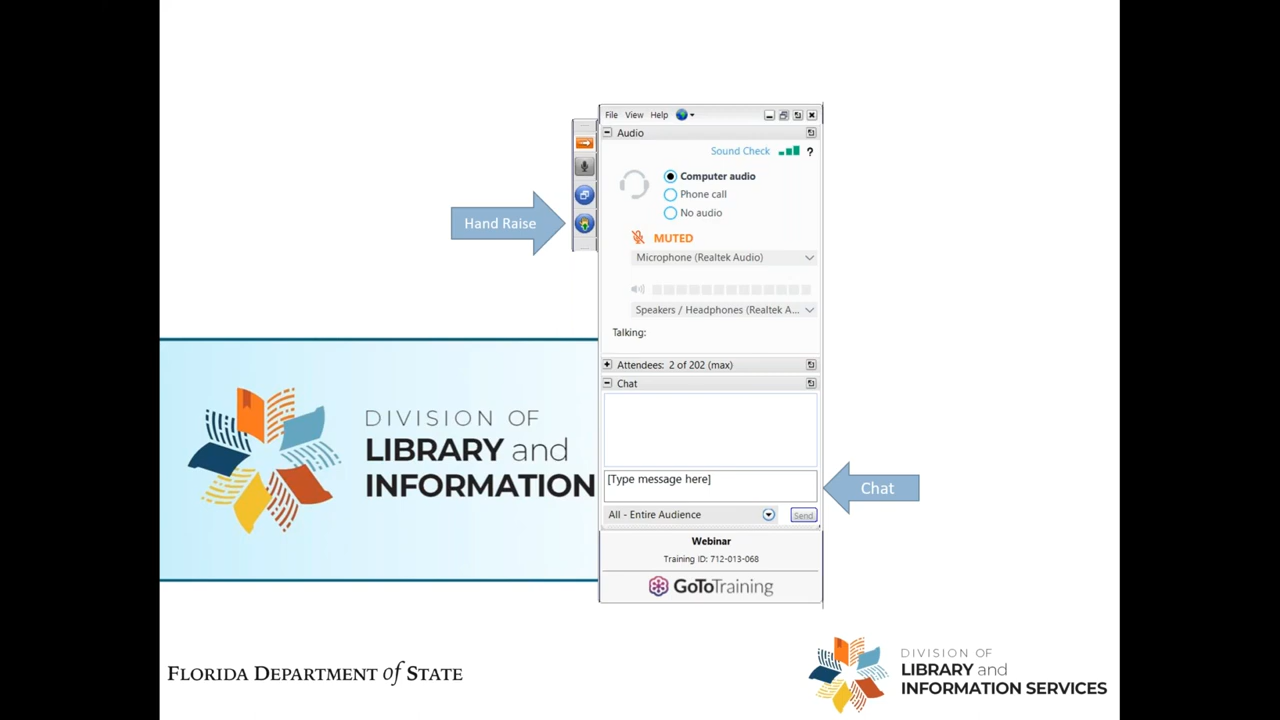 File View Help
Audio
Sound Check ?
Computer audio
Phone call
No audio
Hand Raise
MUTED
Microphone (Realtek Audio)
Speakers / Headphones (Realtek A...
Talking:
Attendees: 2 of 202 (max)
Chat
DIVISION OF
LIBRARY and
INFORMATION
[Type message here]
Chat
All - Entire Audience
Send
Webinar
Training ID: 712-013-068
GoToTraining
FLORIDA DEPARTMENT of STATE
DIVISION OF
LIBRARY and
INFORMATION SERVICES